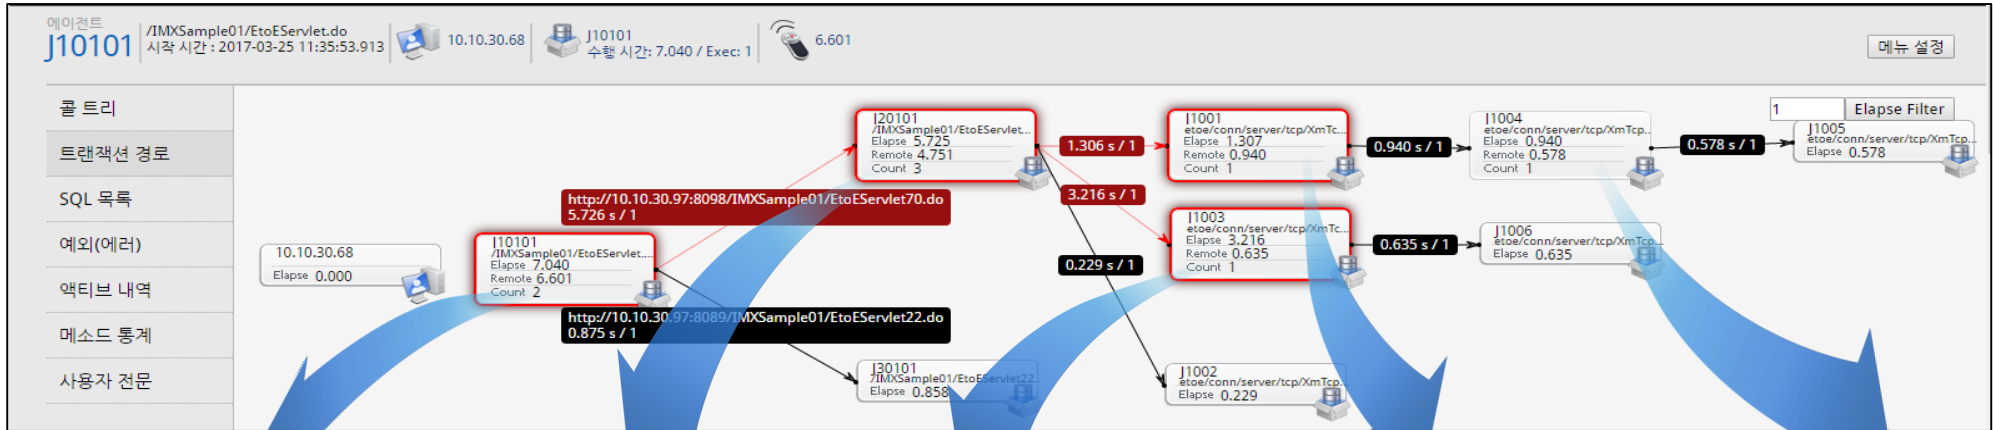 에이전트
J10101
/IMXSample01/EtoEServlet.do
시작 시간 : 2017-03-25 11:35:53.913
10.10.30.68
J10101
수행 시간: 7.040 / Exec: 1
6.601
메뉴 설정
콜 트리
트랜잭션 경로
SQL 목록
예외(에러)
액티브 내역
메소드 통계
사용자 전문
1
Elapse Filter
10.10.30.68
Elapse 0.000
J10101
/IMXSample01/EtoEServlet....
Elapse 7.040
Remote 6.601
Count 2
http://10.10.30.97:8098/IMXSample01/EtoEServlet70.do
5.726 s / 1
http://10.10.30.97:8089/IMXSample01/EtoEServlet22.do
0.875 s / 1
J20101
/IMXSample01/EtoEServlet...
Elapse 5.725
Remote 4.751
Count 3
J30101
/IMXSample01/EtoEServlet22...
Elapse 0.858
1.306 s / 1
3.216 s / 1
0.229 s / 1
J1001
etoe/conn/server/tcp/XmTc...
Elapse 1.307
Remote 0.940
Count 1
J1003
etoe/conn/server/tcp/XmTc...
Elapse 3.216
Remote 0.635
Count 1
J1002
etoe/conn/server/tcp/XmTcp...
Elapse 0.229
0.940 s / 1
0.635 s / 1
J1004
etoe/conn/server/tcp/XmTcp...
Elapse 0.940
Remote 0.578
Count 1
J1006
etoe/conn/server/tcp/XmTcp...
Elapse 0.635
0.578 s / 1
J1005
etoe/conn/server/tcp/XmTcp...
Elapse 0.578